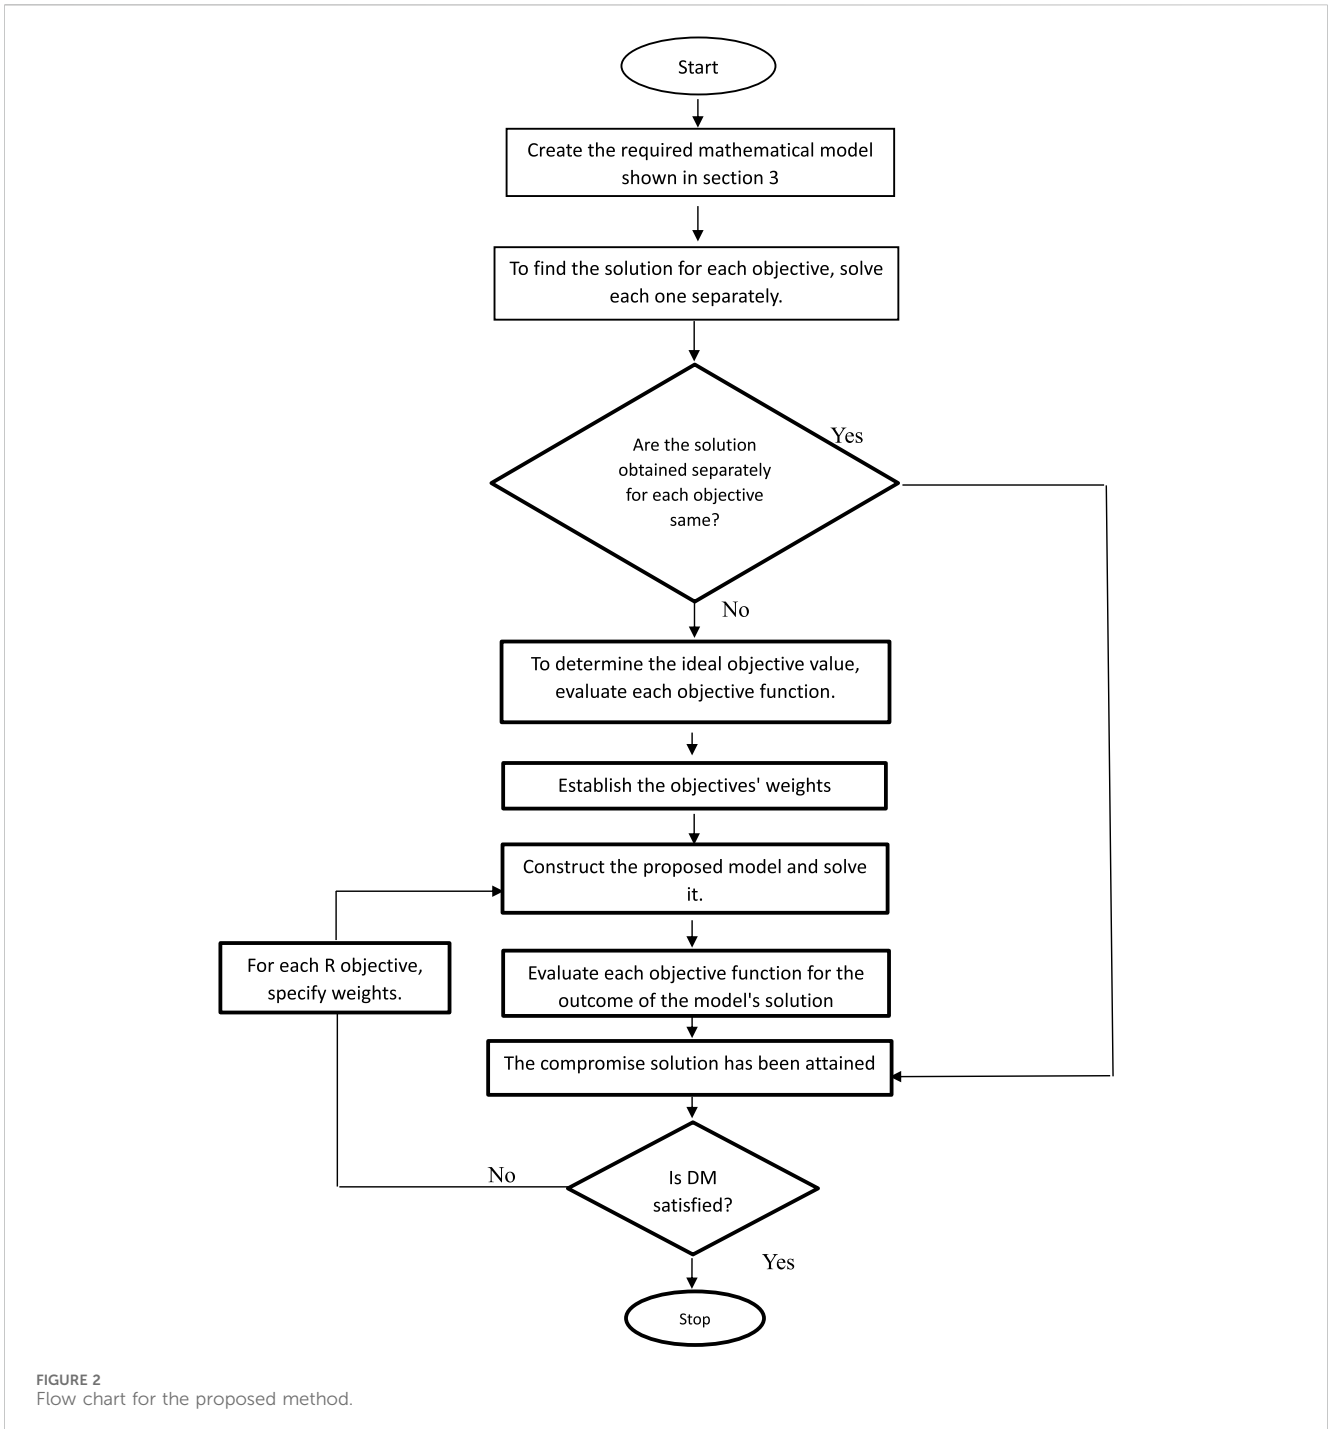 Start
Create the required mathematical model
shown in section 3
To find the solution for each objective, solve
each one separately.
Are the solution
obtained separately
for each objective
same?
Yes
No
To determine the ideal objective value,
evaluate each objective function.
Establish the objectives' weights
Construct the proposed model and solve
it.
For each R objective,
specify weights.
Evaluate each objective function for the
outcome of the model's solution
The compromise solution has been attained
No
Is DM
satisfied?
Yes
Stop
FIGURE 2
Flow chart for the proposed method.